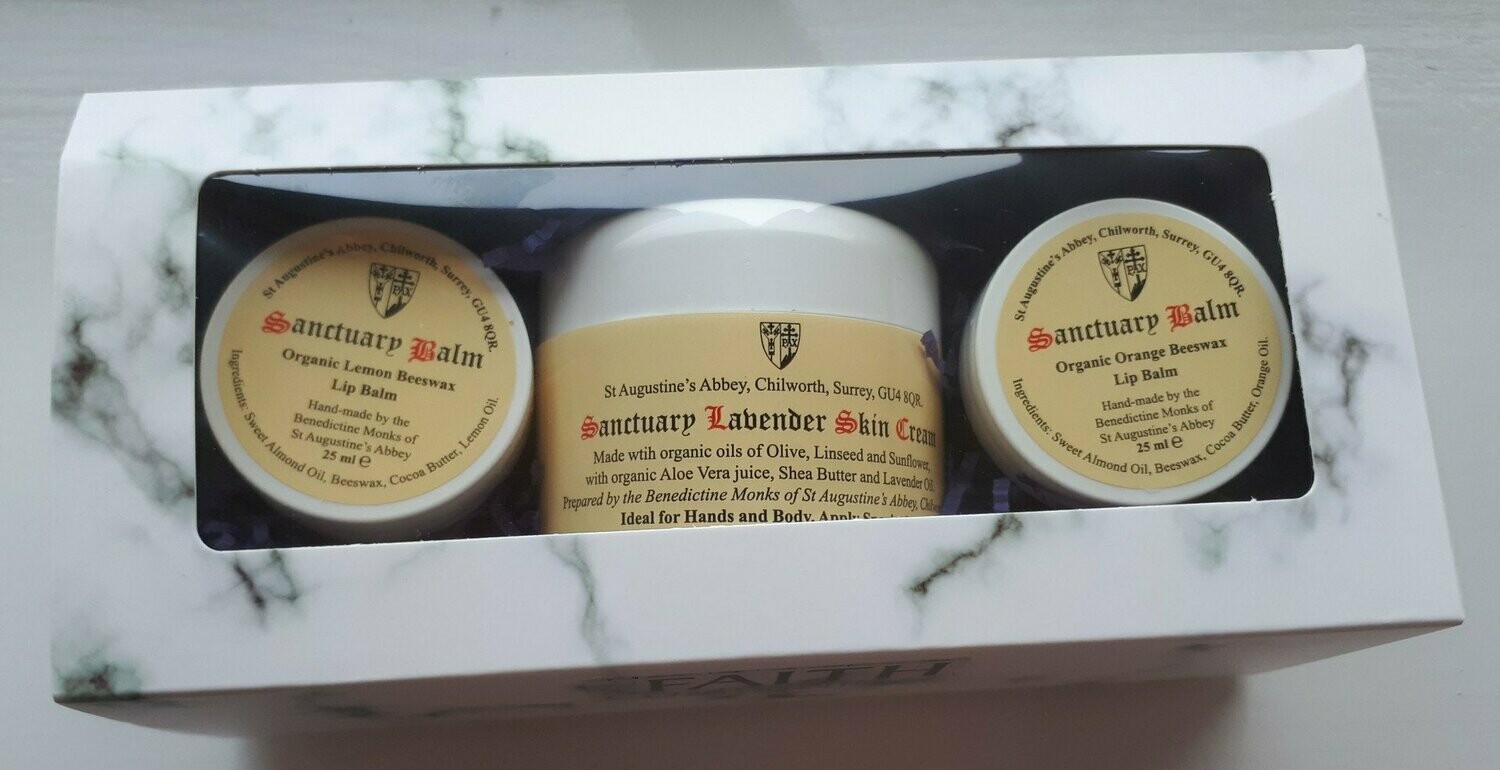 St Augustine's Abbey, Chilworth, Surrey, GU4 8QR.
PAX
Sanctuary Balm
Organic Lemon Beeswax
Lip Balm
Hand-made by the
Benedictine Monks of
St Augustine's Abbey
25 ml ℮
Ingredients: Sweet Almond Oil, Beeswax, Cocoa Butter, Lemon Oil.
PAX
St Augustine's Abbey, Chilworth, Surrey, GU4 8QR.
Sanctuary Lavender Skin Cream
Made wtih organic oils of Olive, Linseed and Sunflower,
with organic Aloe Vera juice, Shea Butter and Lavender Oil.
Prepared by the Benedictine Monks of St Augustine's Abbey,
Ideal for Hands and Body. Apply
St Augustine's Abbey, Chilworth, Surrey, GU4 8QR.
PAX
Sanctuary Balm
Organic Orange Beeswax
Lip Balm
Hand-made by the
Benedictine Monks of
St Augustine's Abbey
25 ml ℮
Ingredients: Sweet Almond Oil, Beeswax, Cocoa Butter, Orange Oil.
FAITH